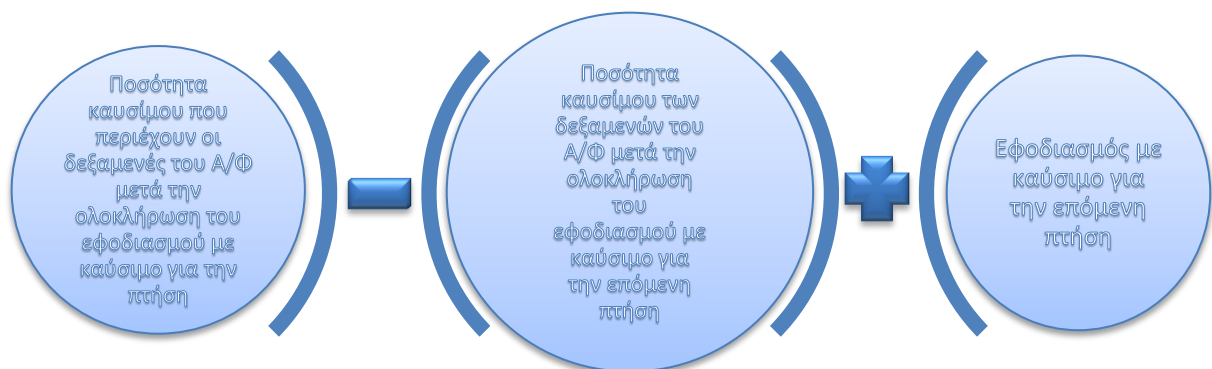 Ποσότητα
καυσίμου που
περιέχουν οι
δεξαμενές του Α/Φ
μετά την
ολοκλήρωση του
εφοδιασμού με
καύσιμο για την
πτήση
Ποσότητα
καυσίμου των
δεξαμενών του
Α/Φ μετά την
ολοκλήρωση
του
εφοδιασμού με
καύσιμο για
την επόμενη
πτήση
Εφοδιασμός με
καύσιμο για
την επόμενη
πτήση